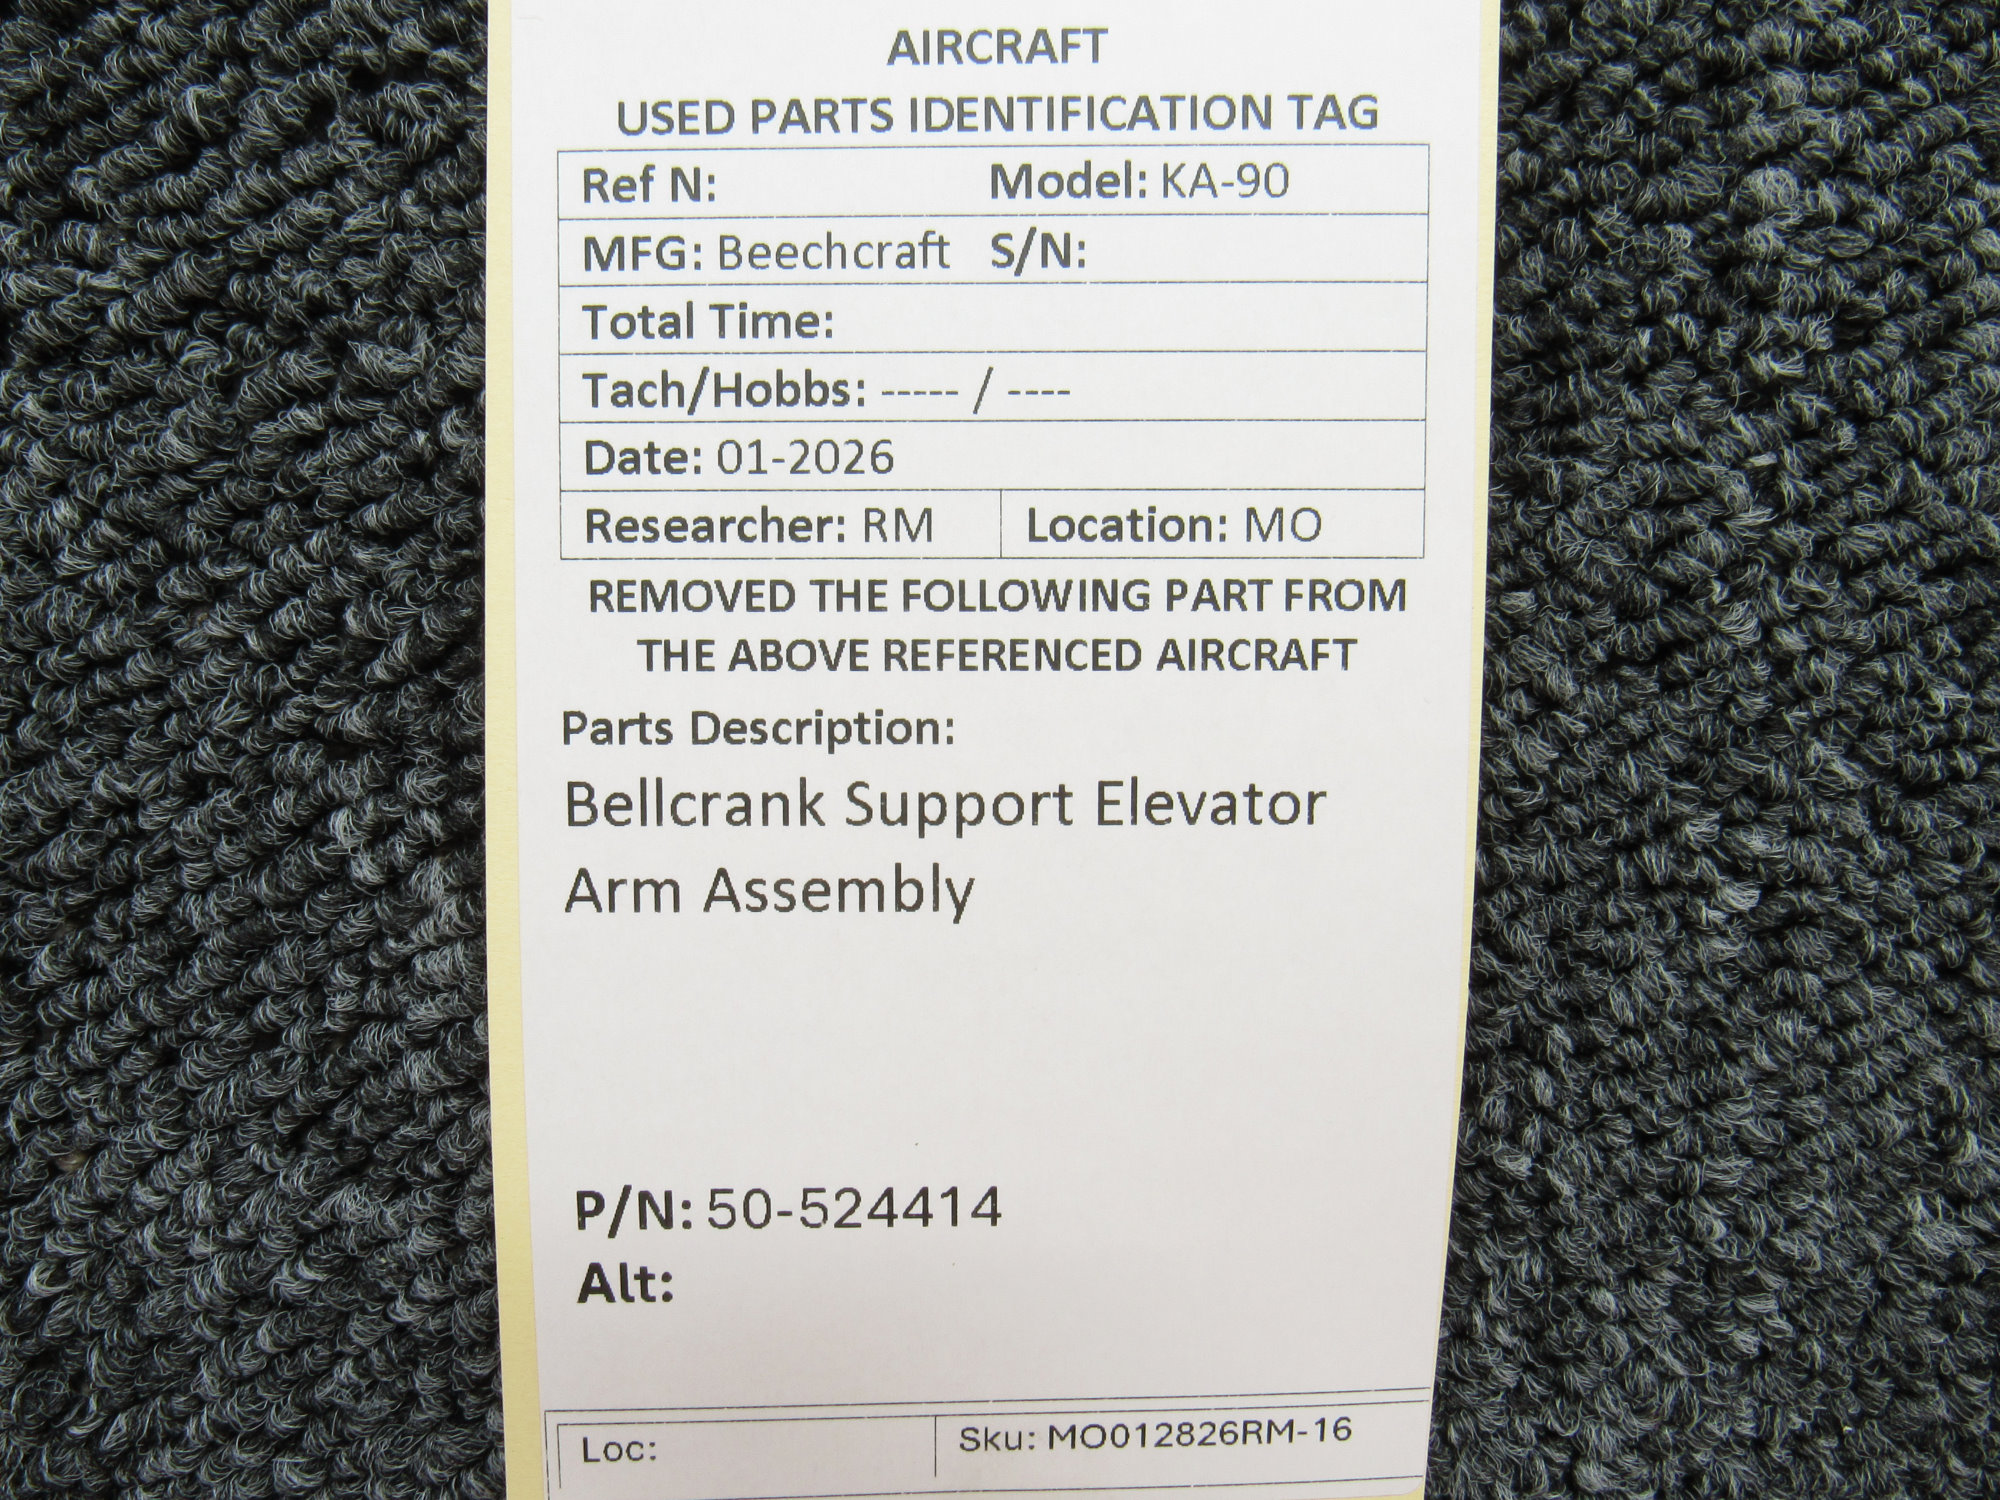 AIRCRAFT
USED PARTS IDENTIFICATION TAG
Ref N: Model: KA-90
MFG: Beechcraft S/N:
Total Time:
Tach/Hobbs: ----- / ----
Date: 01-2026
Researcher: RM Location: MO
REMOVED THE FOLLOWING PART FROM
THE ABOVE REFERENCED AIRCRAFT
Parts Description:
Bellcrank Support Elevator
Arm Assembly
P/N: 50-524414
Alt:
Loc: Sku: MO012826RM-16